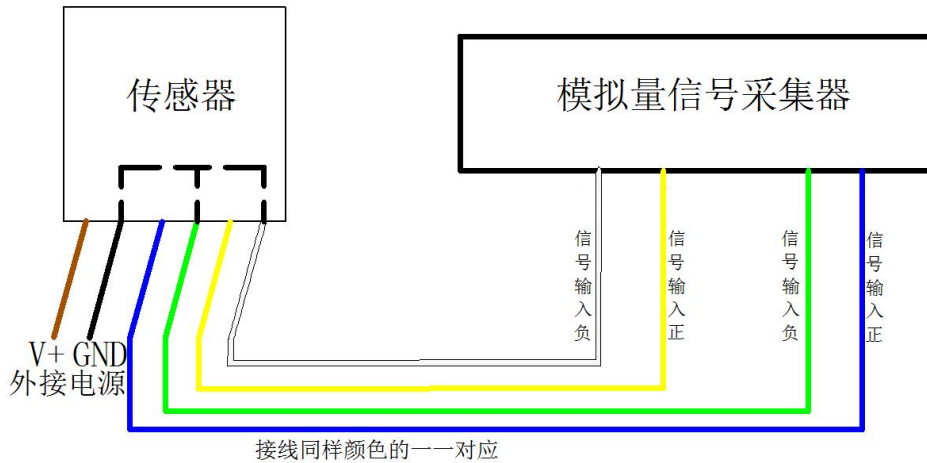 传感器
模拟量信号采集器
信号输入负
信号输入正
信号输入负
信号输入正
V+ GND
外接电源
接线同样颜色的一一对应